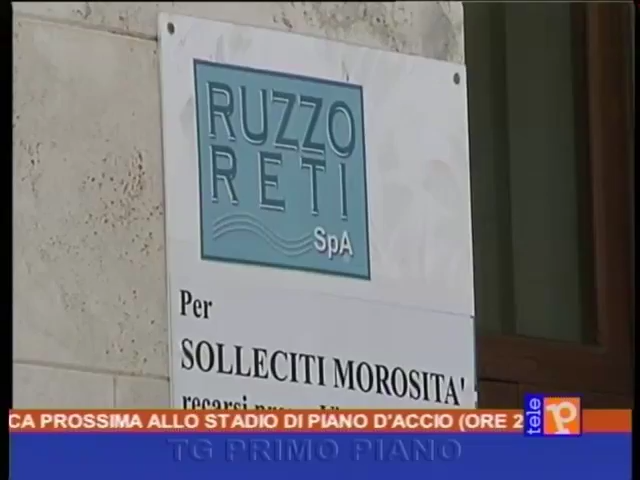 RUZZO
RETI
SpA
Per
SOLLECITI MOROSITA'
CA PROSSIMA ALLO STADIO DI PIANO D'ACCIO (ORE 2
tele
TG PRIMO PIANO